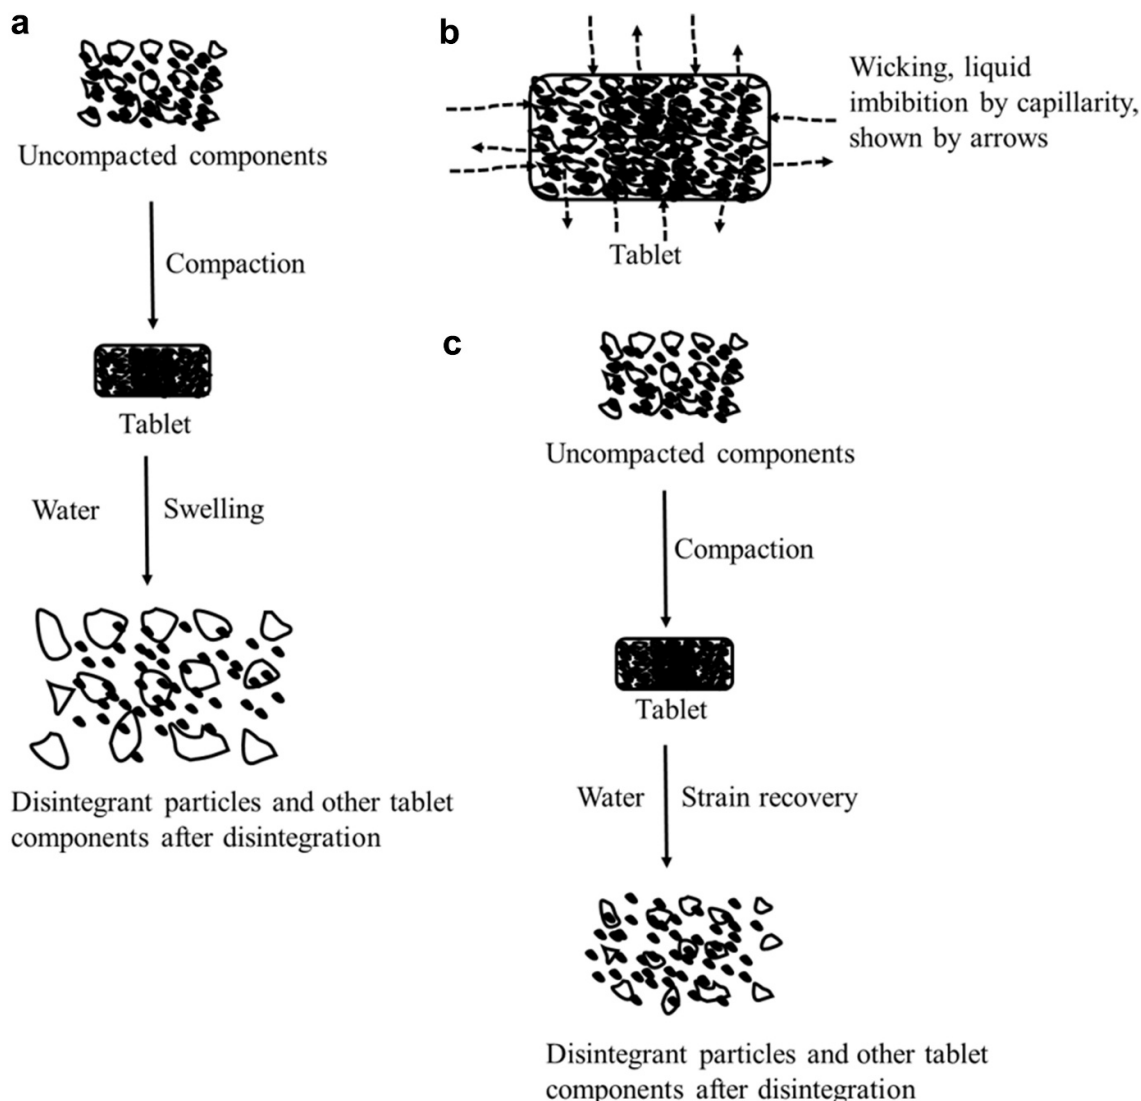 a
Uncompacted components
Compaction
Tablet
Water
Swelling
Disintegrant particles and other tablet
components after disintegration
b
Wicking, liquid
imbibition by capillarity,
shown by arrows
Tablet
c
Uncompacted components
Compaction
Tablet
Water
Strain recovery
Disintegrant particles and other tablet
components after disintegration